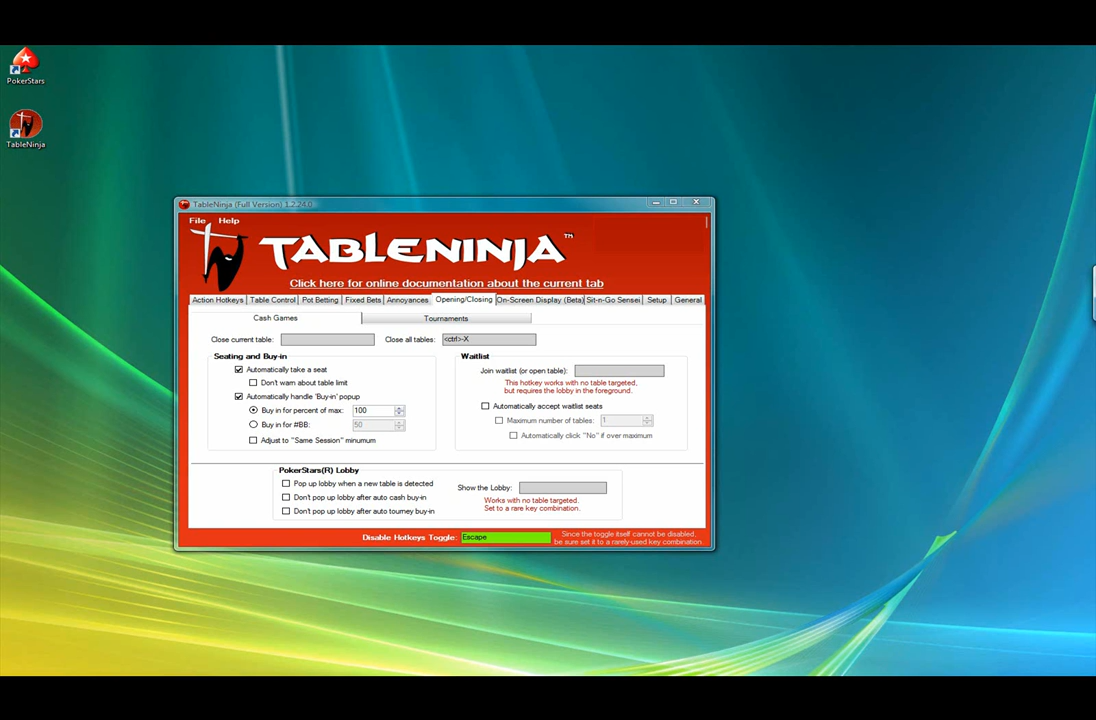 PokerStars
TableNinja
TableNinja (Full Version) 1.2.24.0
File Help
TABLENINJA™
Click here for online documentation about the current tab
Action Hotkeys Table Control Pot Betting Fixed Bets Annoyances Opening/Closing On-Screen Display (Beta) Sit-n-Go Sensei Setup General
Cash Games Tournaments
Close current table: Close all tables: <ctrl>-X
Seating and Buy-in
Automatically take a seat
Don't warn about table limit
Automatically handle 'Buy-in' popup
Buy in for percent of max: 100
Buy in for #BB: 50
Adjust to "Same Session" minumum
Waitlist
Join waitlist (or open table):
This hotkey works with no table targeted,
but requires the lobby in the foreground.
Automatically accept waitlist seats
Maximum number of tables: 1
Automatically click "No" if over maximum
PokerStars(R) Lobby
Pop up lobby when a new table is detected
Don't pop up lobby after auto cash buy-in
Don't pop up lobby after auto tourney buy-in
Show the Lobby:
Works with no table targeted.
Set to a rare key combination.
Disable Hotkeys Toggle: Escape
Since the toggle itself cannot be disabled,
be sure set it to a rarely-used key combination.